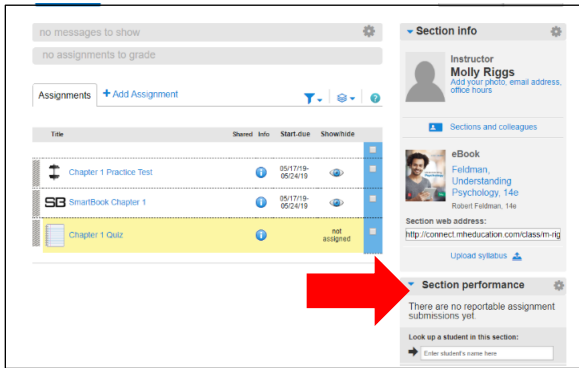 no messages to show
no assignments to grade
Assignments
Add Assignment
Title Shared Info Start-due Show/hide
Chapter 1 Practice Test 05/17/19-
05/24/19
SB SmartBook Chapter 1 05/17/19-
05/24/19
Chapter 1 Quiz not
assigned
Section info
Instructor
Molly Riggs
Add your photo, email address,
office hours
Sections and colleagues
eBook
Feldman,
Understanding
Psychology, 14e
Robert Feldman, 14e
Section web address:
http://connect.mheducation.com/class/m-rig
Upload syllabus
Section performance
There are no reportable assignment
submissions yet.
Look up a student in this section:
Enter student's name here